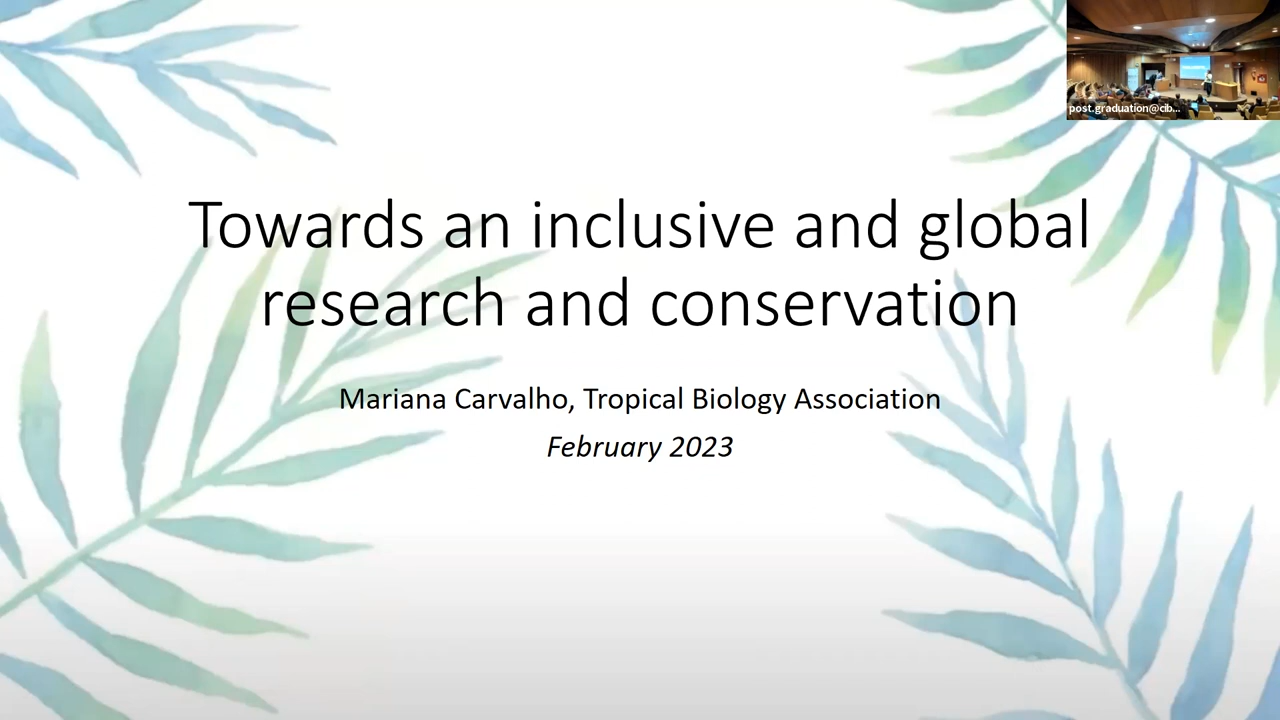 post.graduation@cib...
Towards an inclusive and global
research and conservation
Mariana Carvalho, Tropical Biology Association
February 2023